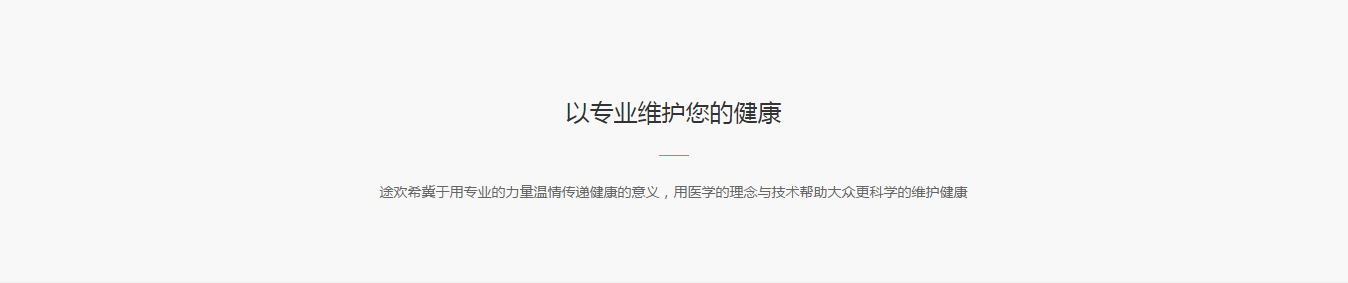 以专业维护您的健康
途欢希冀于用专业的力量温情传递健康的意义，用医学的理念与技术帮助大众更科学的维护健康